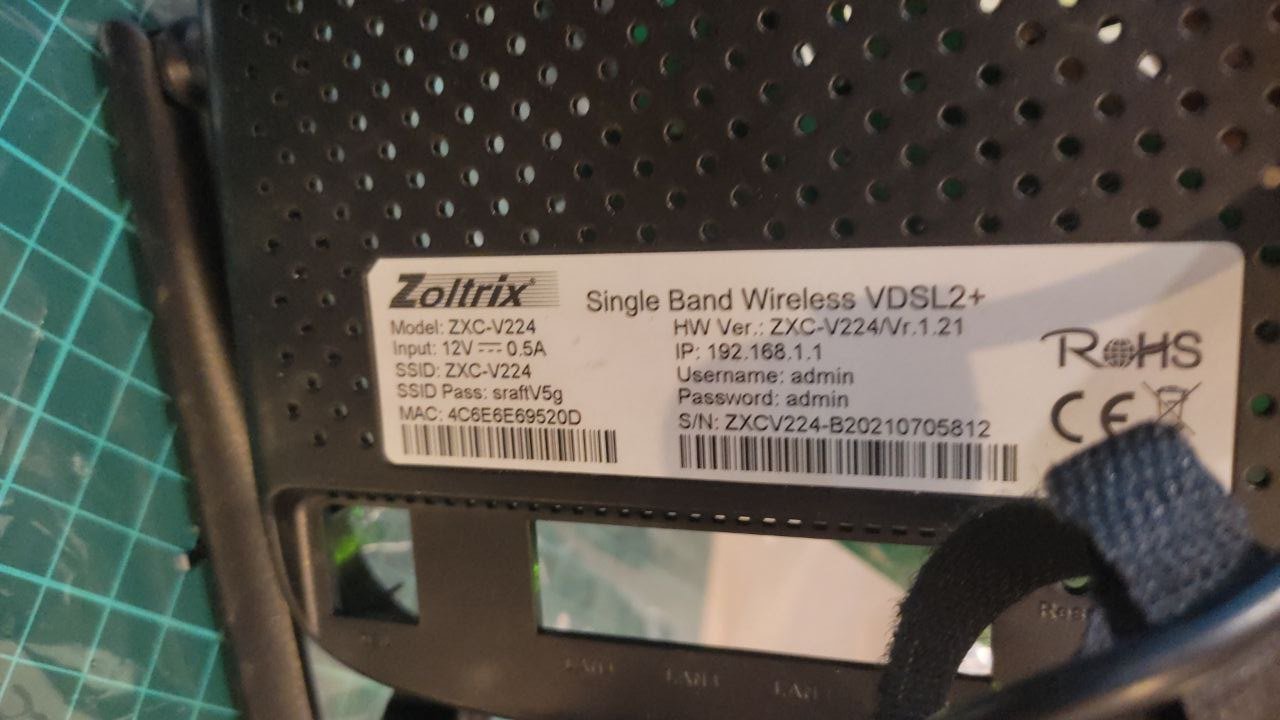 Zoltrix®
Single Band Wireless VDSL2+
Model: ZXC-V224
Input: 12V ⎓ 0.5A
SSID: ZXC-V224
SSID Pass: sraftV5g
MAC: 4C6E6E69520D
HW Ver.: ZXC-V224/Vr.1.21
IP: 192.168.1.1
Username: admin
Password: admin
S/N: ZXCV224-B20210705812
RoHS
CE
LAN